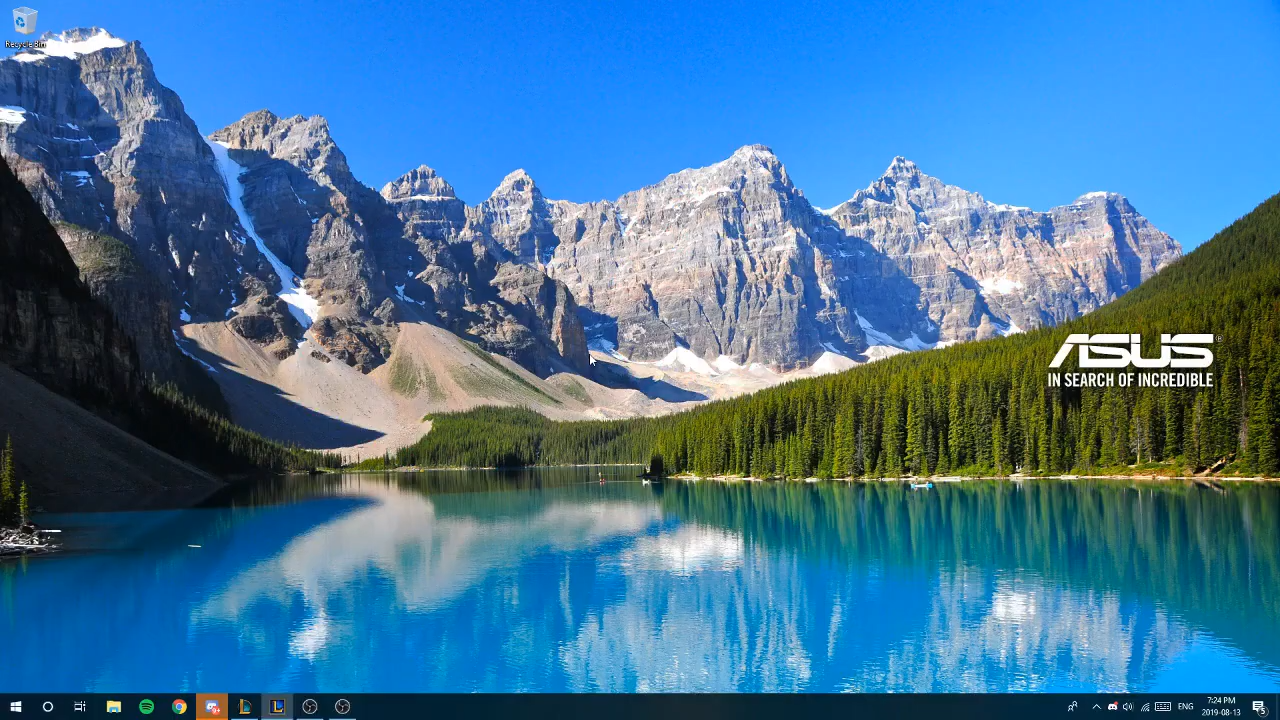 Recycle Bin
ASUS
IN SEARCH OF INCREDIBLE
ENG
7:24 PM
2019-08-13